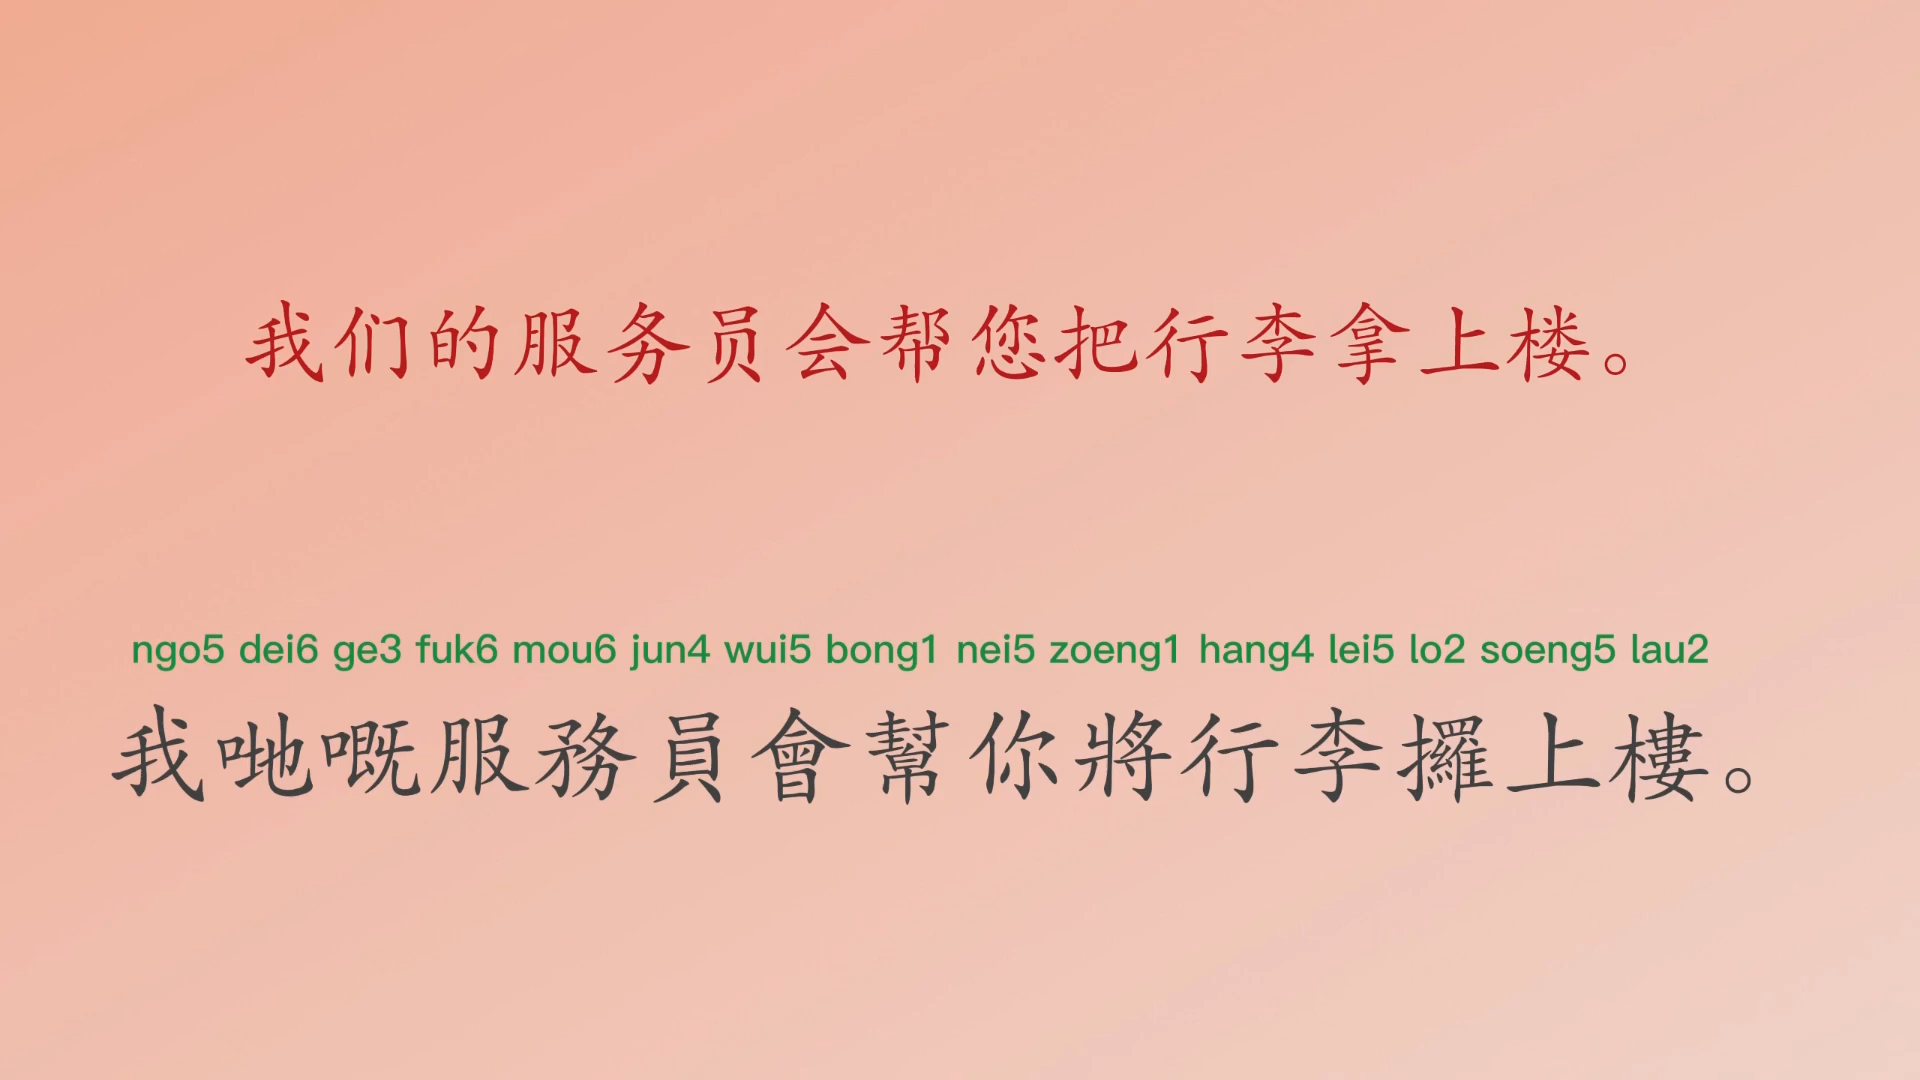 我们的服务员会帮您把行李拿上楼。
ngo5 dei6 ge3 fuk6 mou6 jun4 wui5 bong1 nei5 zoeng1 hang4 lei5 lo2 soeng5 lau2
我哋嘅服務員會幫你將行李攞上樓。